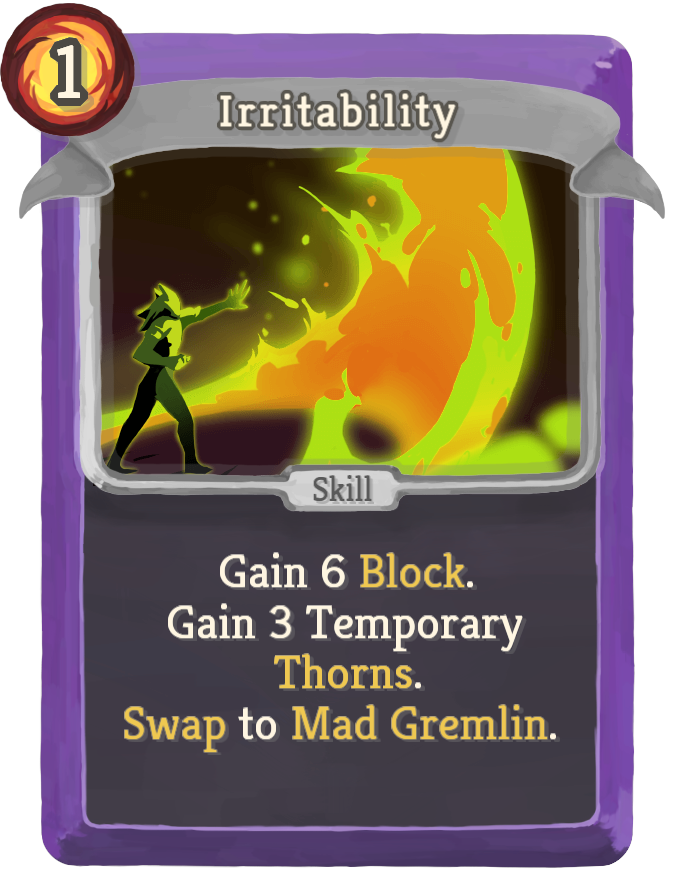 1
Irritability
Skill
Gain 6 Block.
Gain 3 Temporary
Thorns.
Swap to Mad Gremlin.